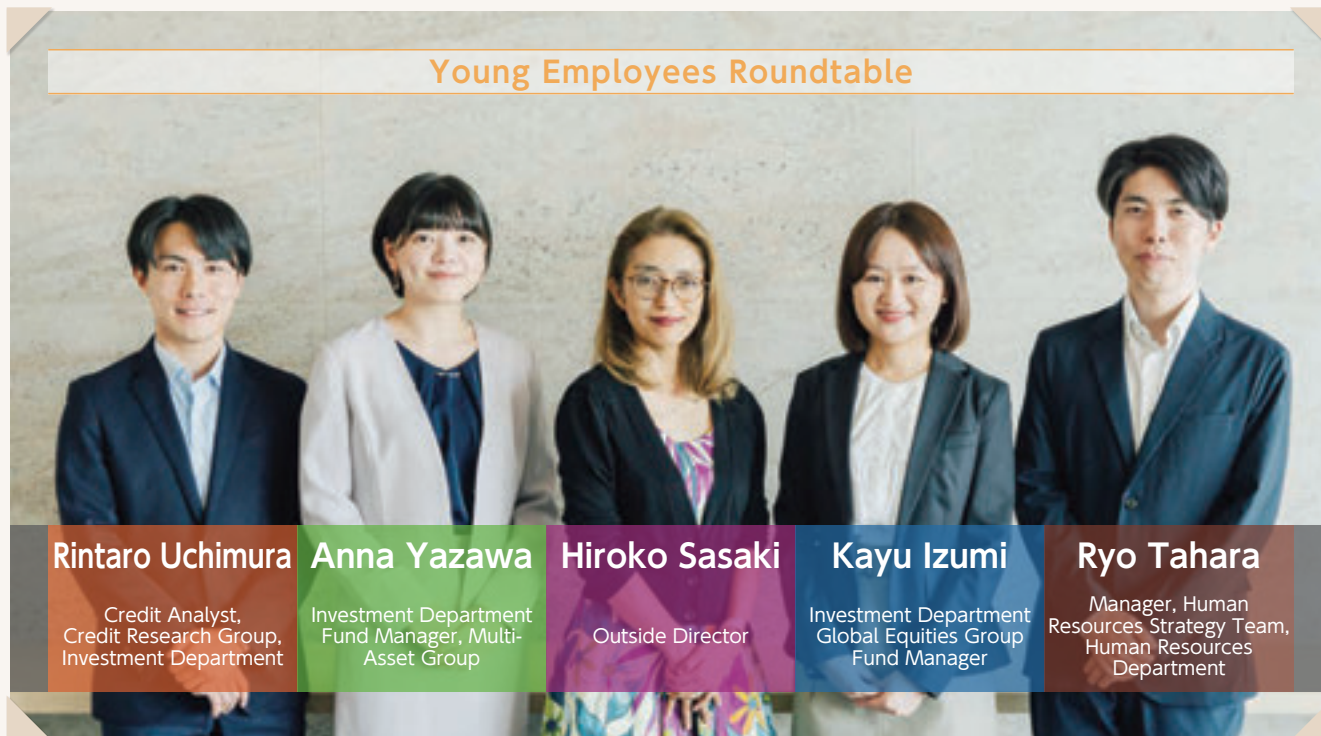 Young Employees Roundtable
Rintaro Uchimura
Credit Analyst,
Credit Research Group,
Investment Department
Anna Yazawa
Investment Department
Fund Manager, Multi-
Asset Group
Hiroko Sasaki
Outside Director
Kayu Izumi
Investment Department
Global Equities Group
Fund Manager
Ryo Tahara
Manager, Human
Resources Strategy Team,
Human Resources
Department